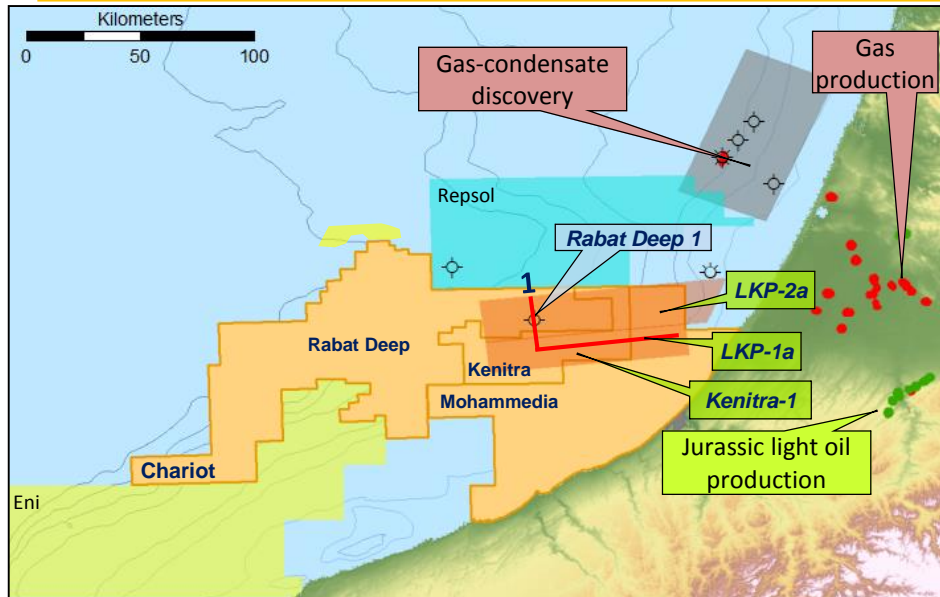 Kilometers
0 50 100
Gas-condensate
discovery
Gas
production
Repsol
Rabat Deep 1
1
LKP-2a
Rabat Deep
LKP-1a
Kenitra
Kenitra-1
Mohammedia
Jurassic light oil
production
Chariot
Eni